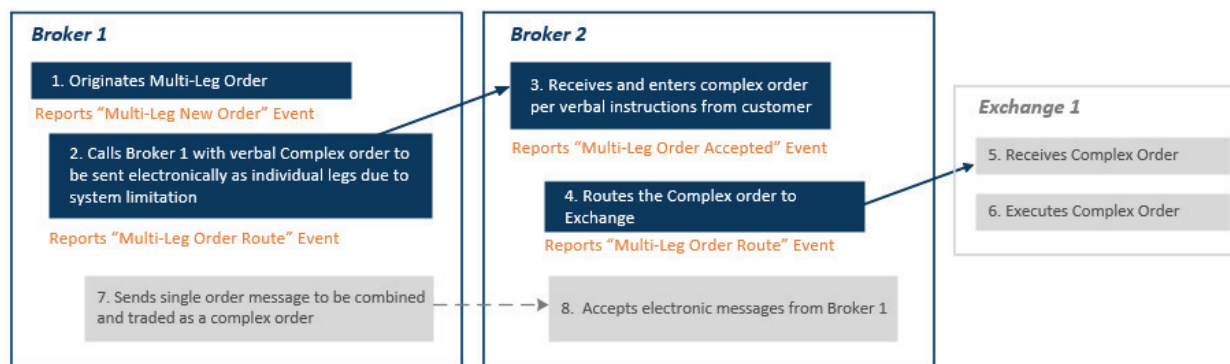 Broker 1
1. Originates Multi-Leg Order
Reports “Multi-Leg New Order” Event
2. Calls Broker 1 with verbal Complex order to
be sent electronically as individual legs due to
system limitation
Reports “Multi-Leg Order Route” Event
7. Sends single order message to be combined
and traded as a complex order
Broker 2
3. Receives and enters complex order
per verbal instructions from customer
Reports “Multi-Leg Order Accepted” Event
4. Routes the Complex order to
Exchange
Reports “Multi-Leg Order Route” Event
8. Accepts electronic messages from Broker 1
Exchange 1
5. Receives Complex Order
6. Executes Complex Order